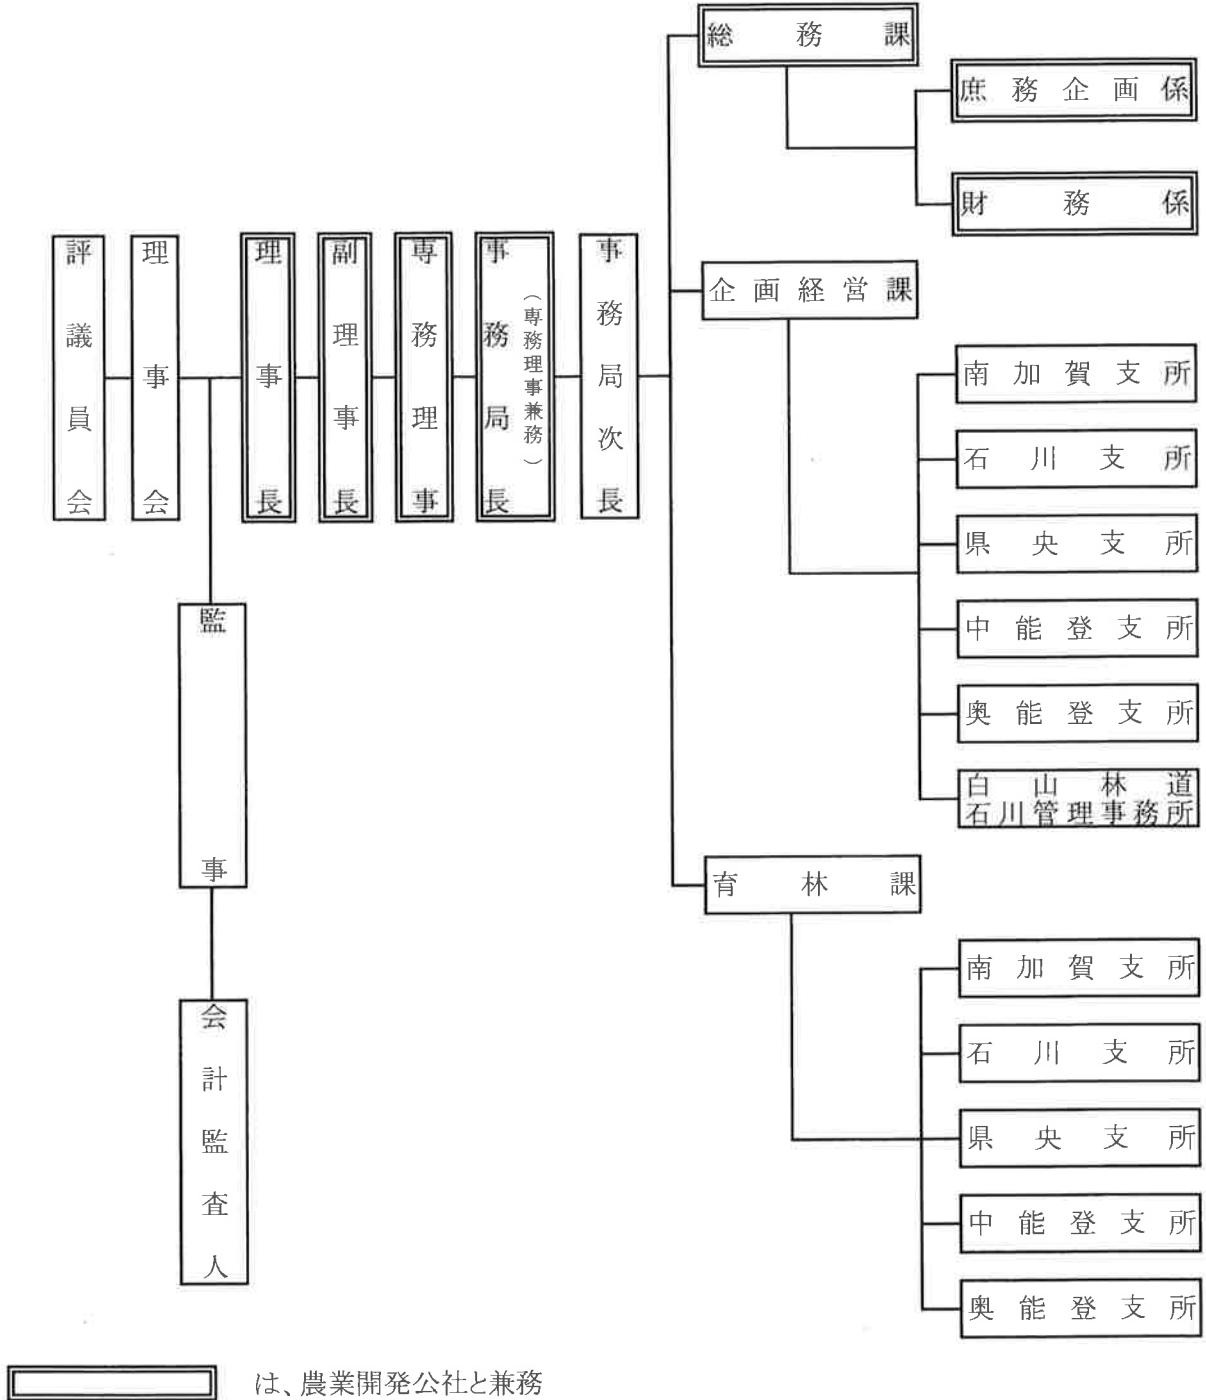 評議員会
理事会
理事長
副理事長
専務理事
事務局長
（専務理事兼務）
事務局次長
監事
会計監査人
総務課
庶務企画係
財務係
企画経営課
南加賀支所
石川支所
県央支所
中能登支所
奥能登支所
白山林道
石川管理事務所
育林課
南加賀支所
石川支所
県央支所
中能登支所
奥能登支所
は、農業開発公社と兼務